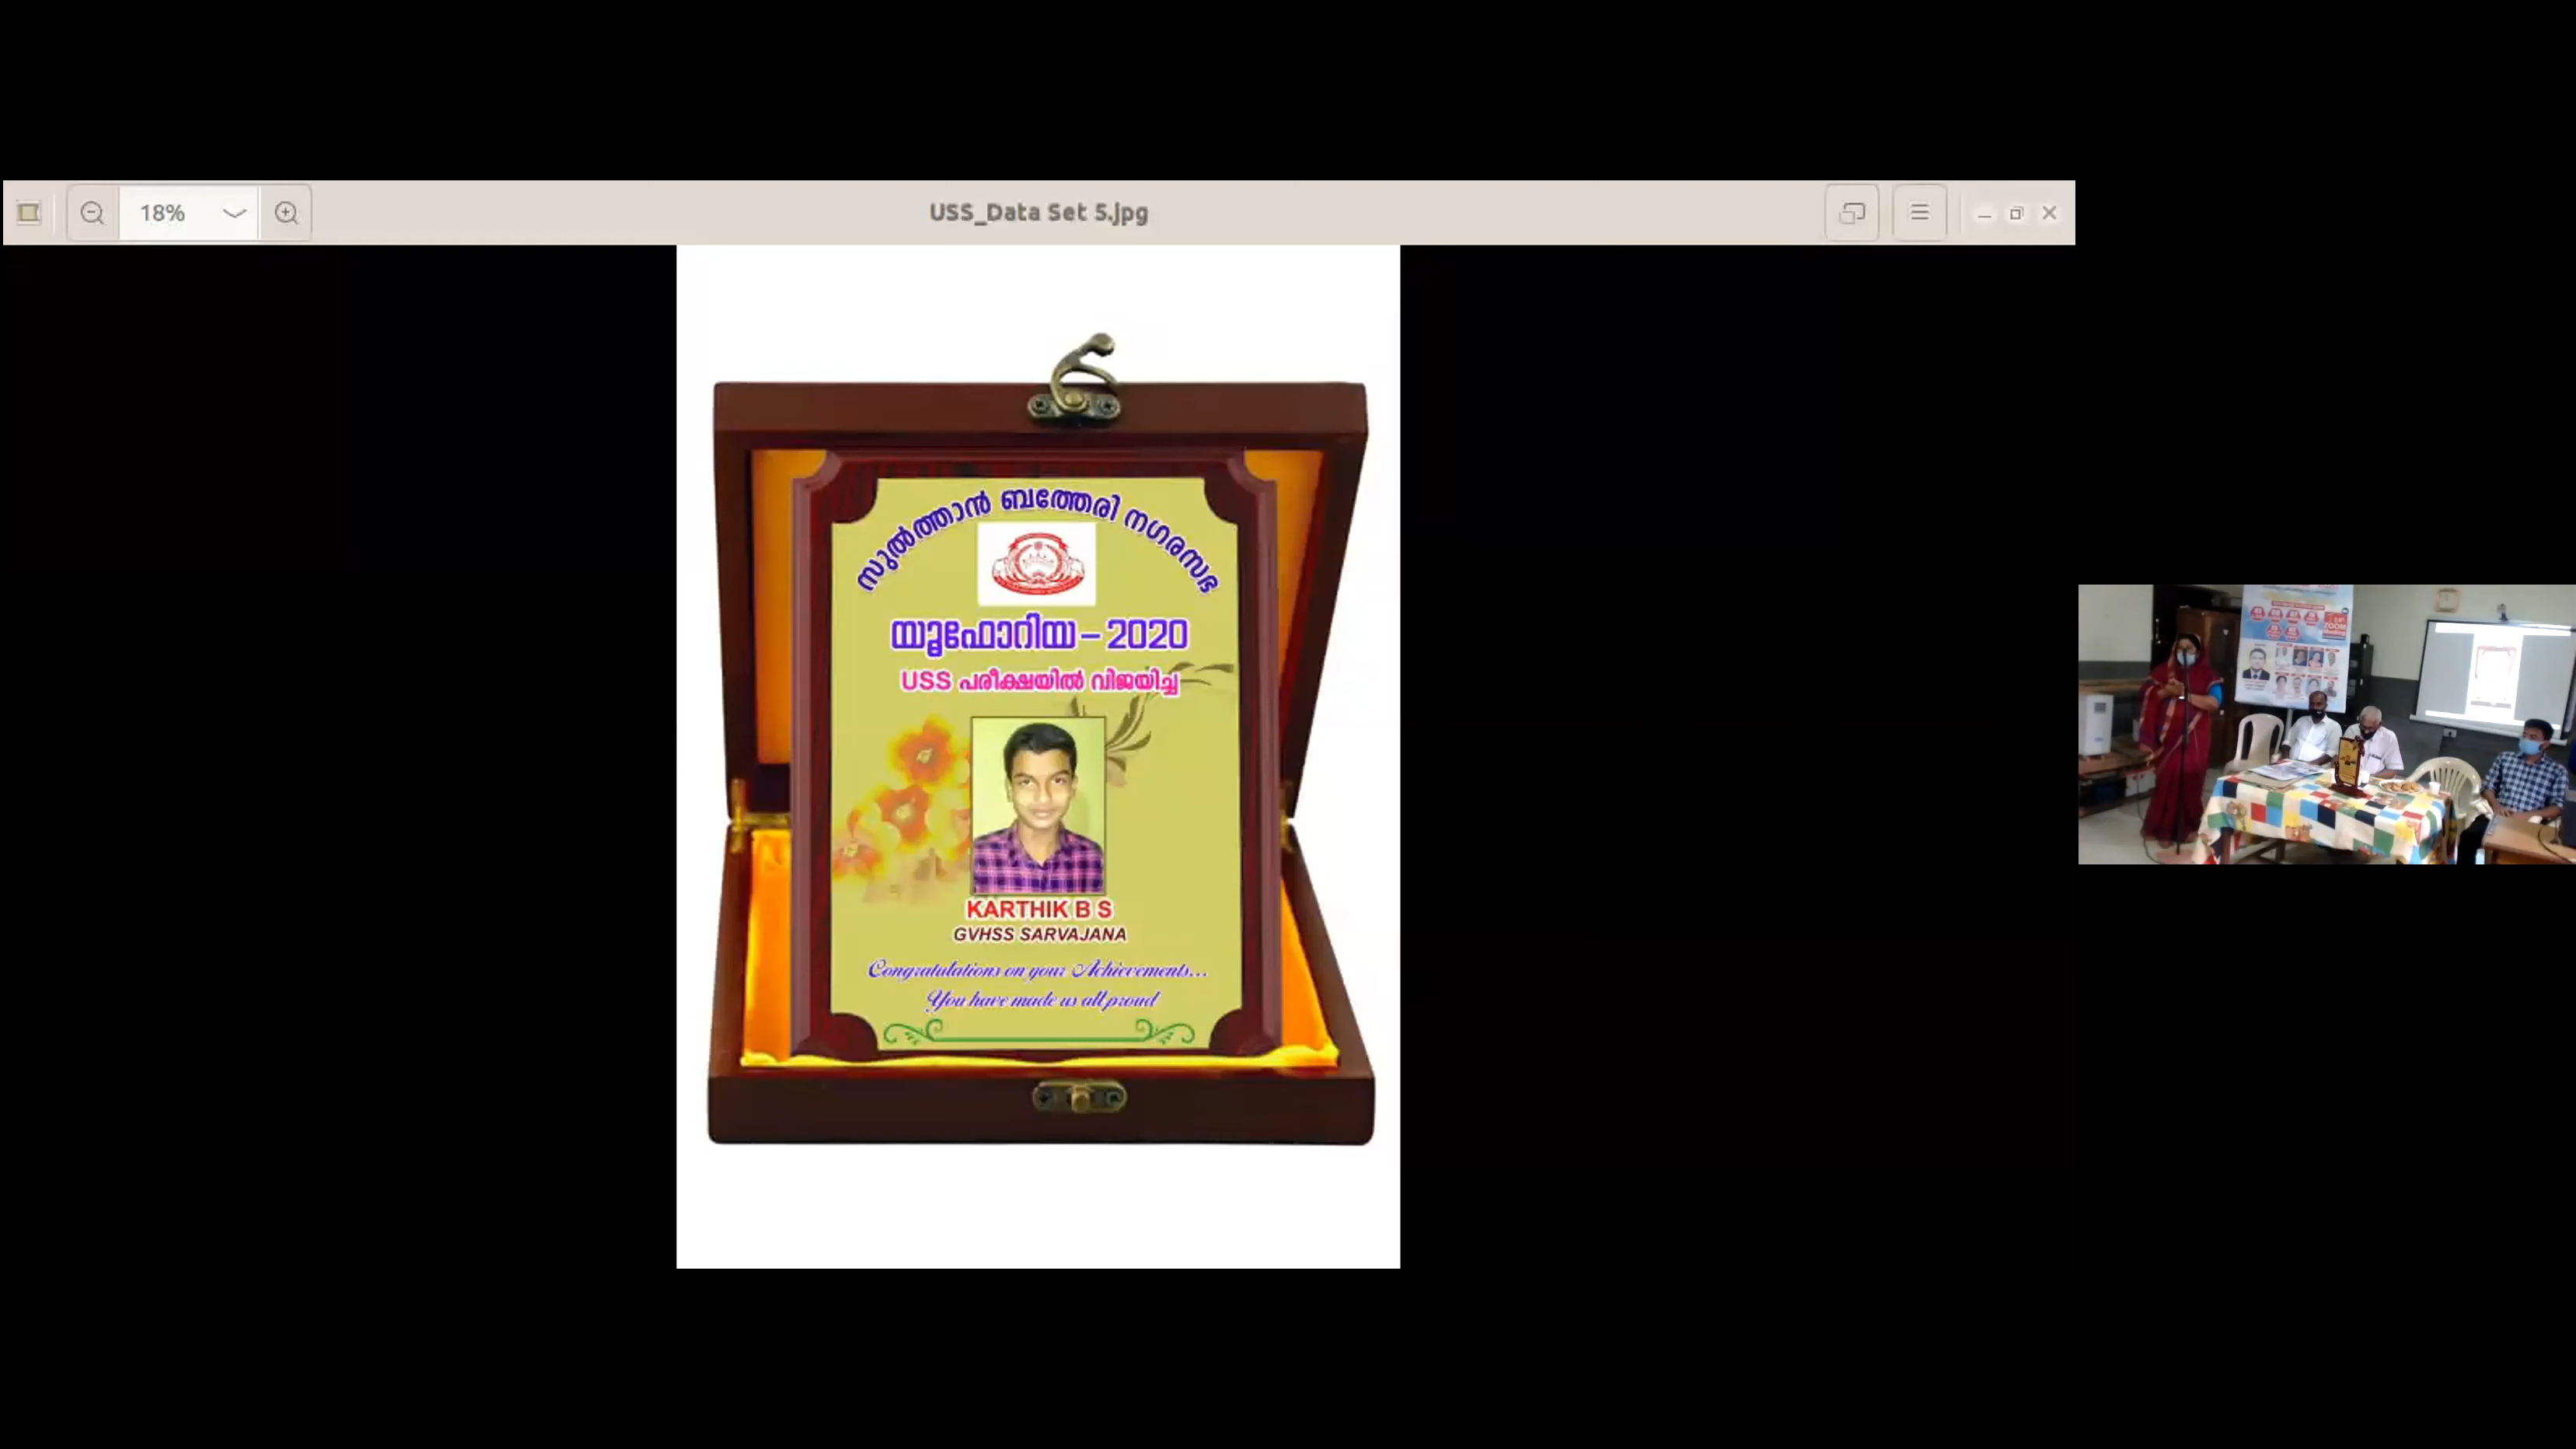 18%
USS_Data Set 5.jpg
സുൽത്താൻ ബത്തേരി നഗരസഭ
യൂഫോറിയ – 2020
USS പരീക്ഷയിൽ വിജയിച്ച
KARTHIK B S
GVHSS SARVAJANA
Congratulations on your Achievements...
You have made us all proud
ZOOM